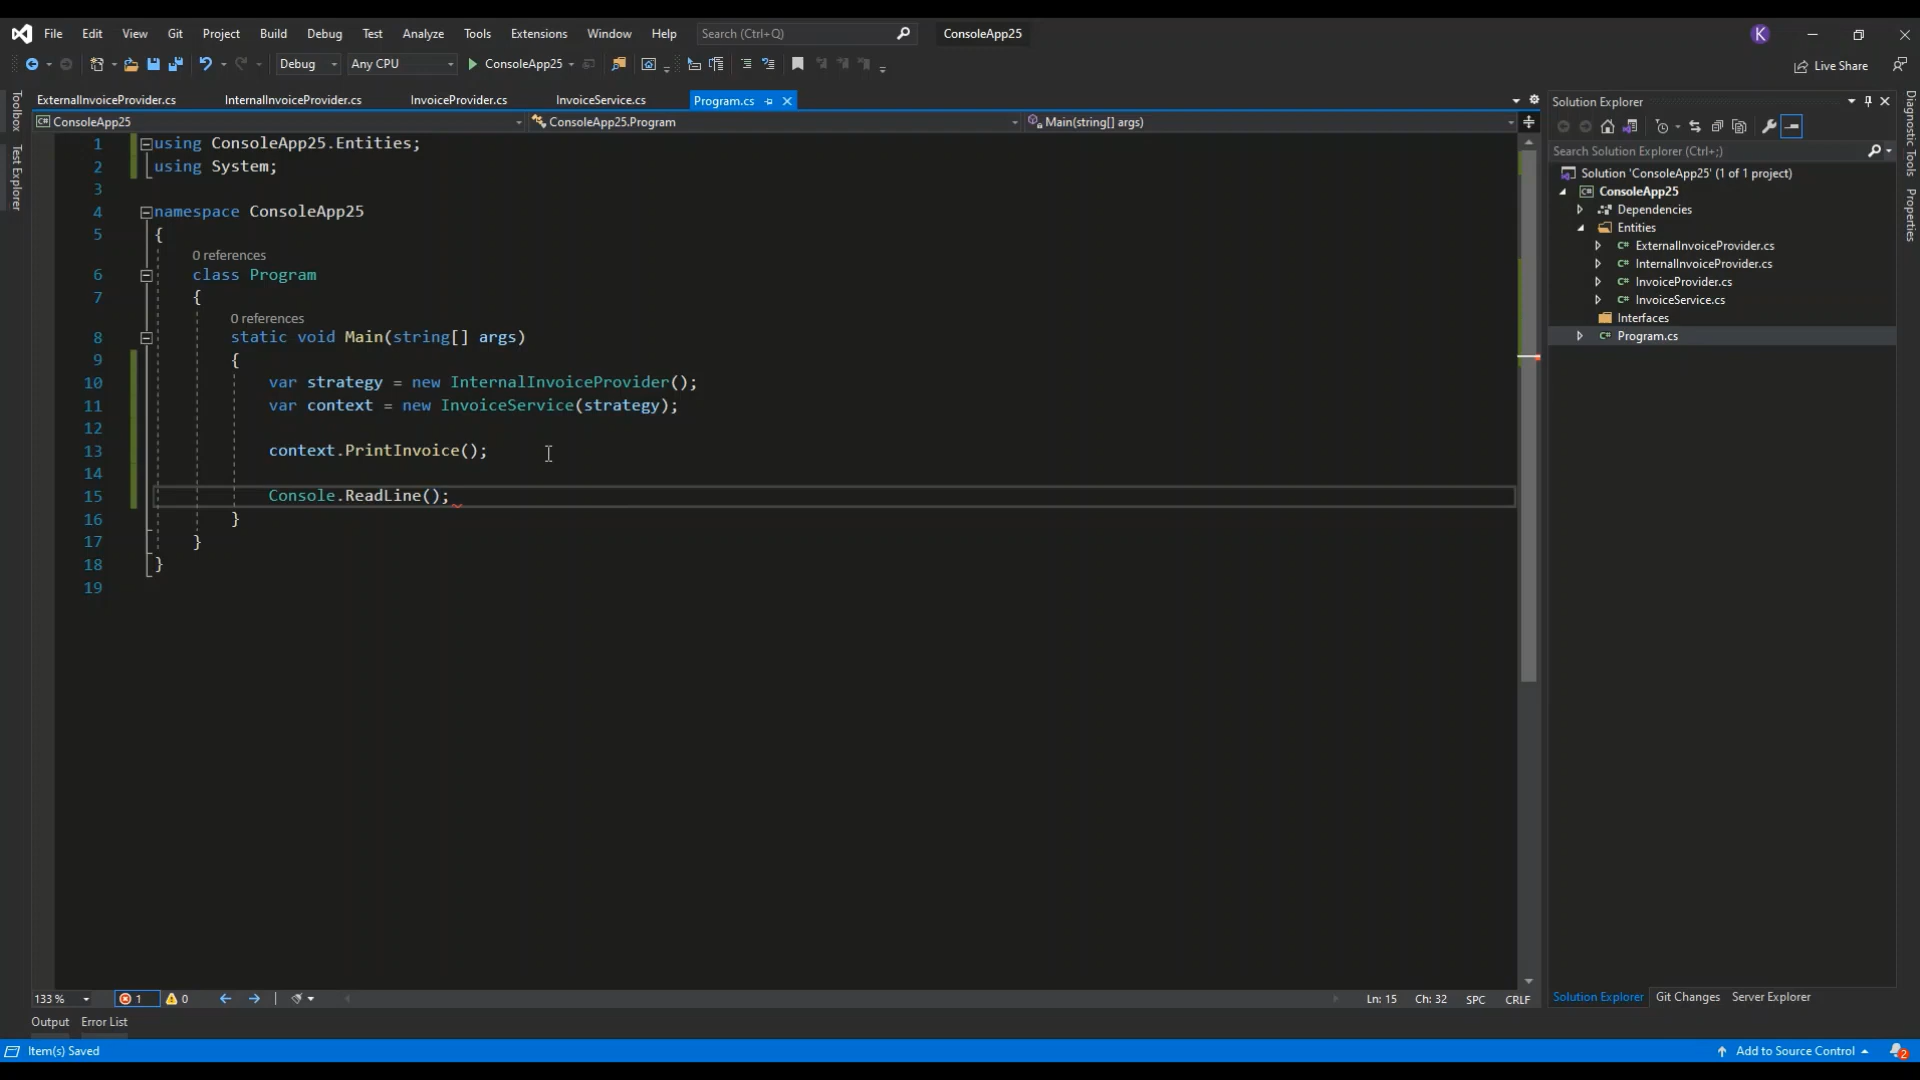 File Edit View Git Project Build Debug Test Analyze Tools Extensions Window Help Search (Ctrl+Q) ConsoleApp25 K
Debug Any CPU ConsoleApp25 Live Share
ExternalInvoiceProvider.cs InternalInvoiceProvider.cs InvoiceProvider.cs InvoiceService.cs Program.cs
ConsoleApp25 ConsoleApp25.Program Main(string[] args)
Toolbox
Test Explorer
1 using ConsoleApp25.Entities;
2 using System;
3
4 namespace ConsoleApp25
5 {
0 references
6 class Program
7 {
0 references
8 static void Main(string[] args)
9 {
10 var strategy = new InternalInvoiceProvider();
11 var context = new InvoiceService(strategy);
12
13 context.PrintInvoice();
14
15 Console.ReadLine();
16 }
17 }
18 }
19
133 % 1 0 Ln: 15 Ch: 32 SPC CRLF
Solution Explorer
Search Solution Explorer (Ctrl+;)
Solution 'ConsoleApp25' (1 of 1 project)
C# ConsoleApp25
Dependencies
Entities
C# ExternalInvoiceProvider.cs
C# InternalInvoiceProvider.cs
C# InvoiceProvider.cs
C# InvoiceService.cs
Interfaces
C# Program.cs
Solution Explorer Git Changes Server Explorer
Diagnostic Tools
Properties
Output Error List
Item(s) Saved Add to Source Control 2